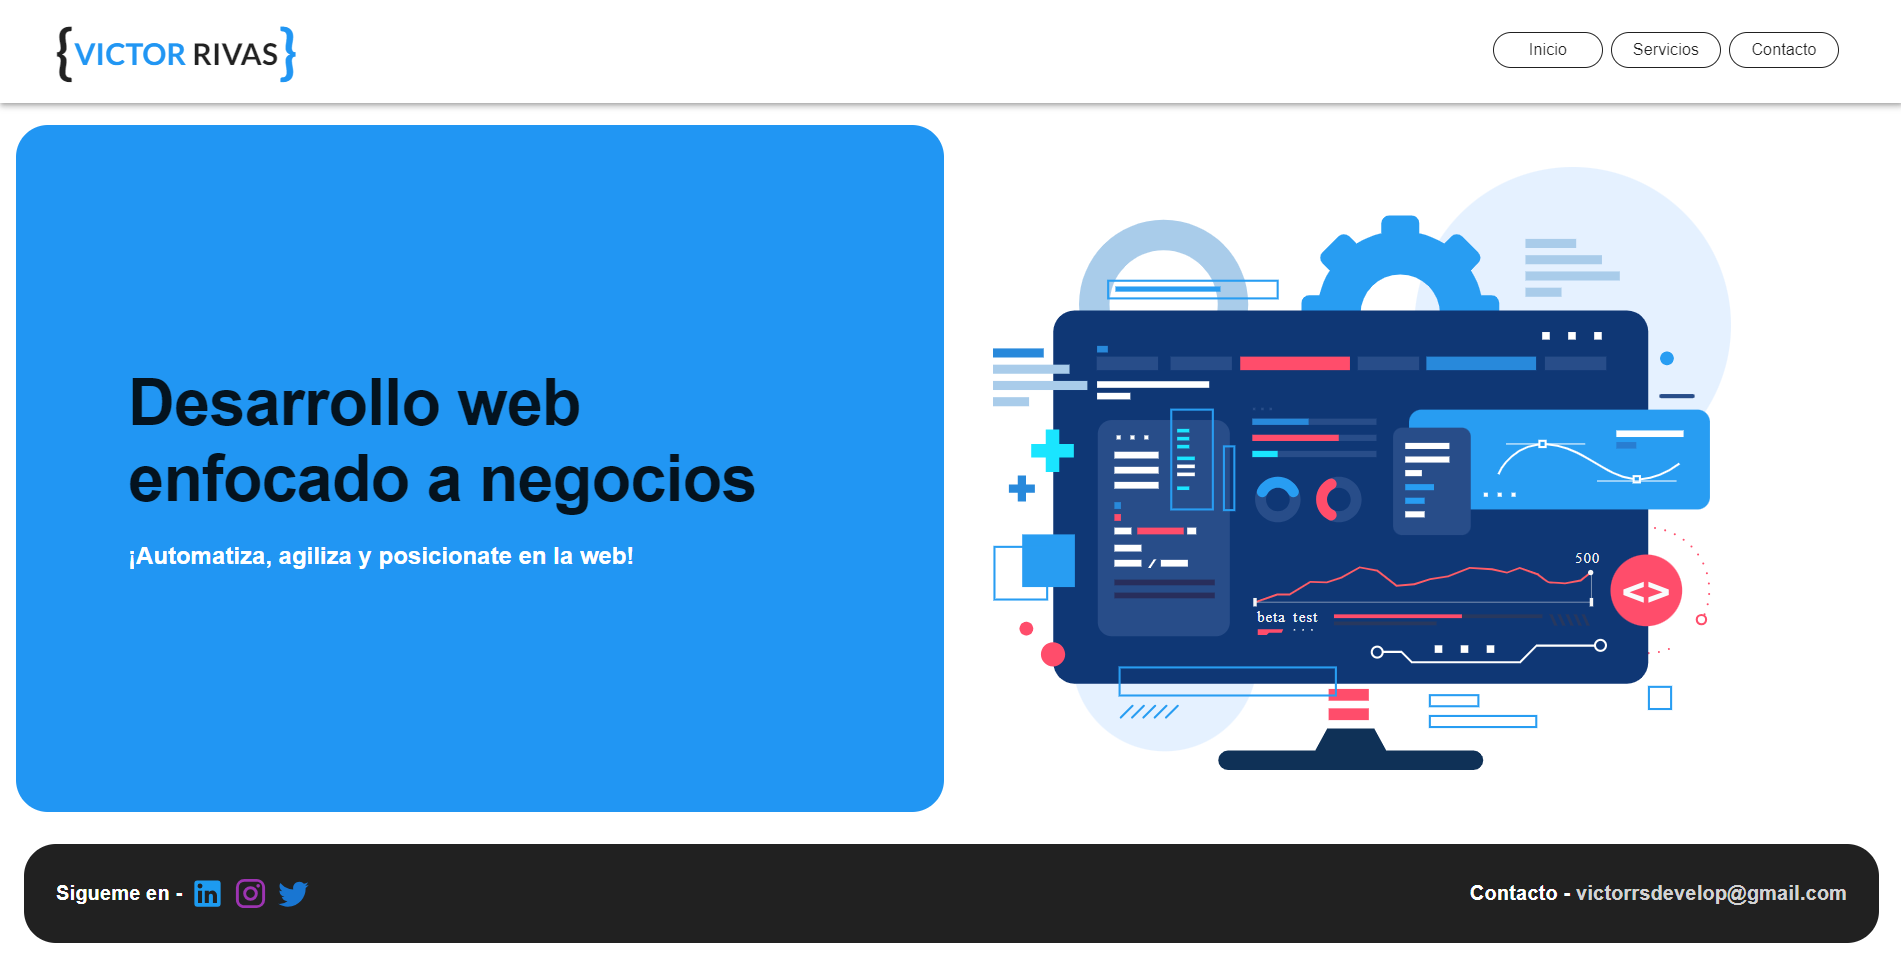 {VICTOR RIVAS}
Inicio
Servicios
Contacto
Desarrollo web
enfocado a negocios
¡Automatiza, agiliza y posicionate en la web!
500
<>
beta test
Sigueme en -
Contacto - victorrsdevelop@gmail.com